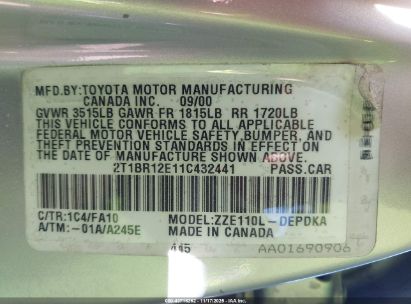 MFD.BY:TOYOTA MOTOR MANUFACTURING
CANADA INC. 09/00
GVWR 3515LB GAWR FR 1815LB RR 1720LB
THIS VEHICLE CONFORMS TO ALL APPLICABLE
FEDERAL MOTOR VEHICLE SAFETY, BUMPER, AND
THEFT PREVENTION STANDARDS IN EFFECT ON
THE DATE OF MANUFACTURE SHOWN ABOVE.
2T1BR12E11C432441 PASS.CAR
C/TR:1C4/FA10 MODEL:ZZE110L-DEPDKA
A/TM:-01A/A245E MADE IN CANADA
445 AA01690906
11/17/2025